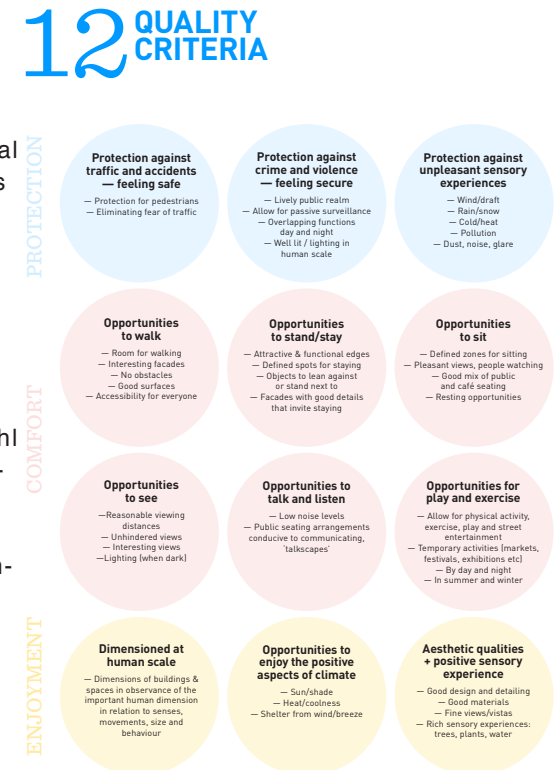 12 QUALITY
CRITERIA
al
s
PROTECTION
Protection against
traffic and accidents
— feeling safe
— Protection for pedestrians
— Eliminating fear of traffic
Protection against
crime and violence
— feeling secure
— Lively public realm
— Allow for passive surveillance
— Overlapping functions
day and night
— Well lit / lighting in
human scale
Protection against
unpleasant sensory
experiences
— Wind/draft
— Rain/snow
— Cold/heat
— Pollution
— Dust, noise, glare
COMFORT
Opportunities
to walk
— Room for walking
— Interesting facades
— No obstacles
— Good surfaces
— Accessibility for everyone
Opportunities
to stand/stay
— Attractive & functional edges
— Defined spots for staying
— Objects to lean against
or stand next to
— Facades with good details
that invite staying
Opportunities
to sit
— Defined zones for sitting
— Pleasant views, people watching
— Good mix of public
and café seating
— Resting opportunities
hl
-
Opportunities
to see
—Reasonable viewing
distances
— Unhindered views
— Interesting views
—Lighting (when dark)
Opportunities to
talk and listen
— Low noise levels
— Public seating arrangements
conducive to communicating,
'talkscapes'
Opportunities for
play and exercise
— Allow for physical activity,
exercise, play and street
entertainment
— Temporary activities (markets,
festivals, exhibitions etc)
— By day and night
— In summer and winter
n-
ENJOYMENT
Dimensioned at
human scale
— Dimensions of buildings &
spaces in observance of the
important human dimension
in relation to senses,
movements, size and
behaviour
Opportunities to
enjoy the positive
aspects of climate
— Sun/shade
— Heat/coolness
— Shelter from wind/breeze
Aesthetic qualities
+ positive sensory
experience
— Good design and detailing
— Good materials
— Fine views/vistas
— Rich sensory experiences:
trees, plants, water